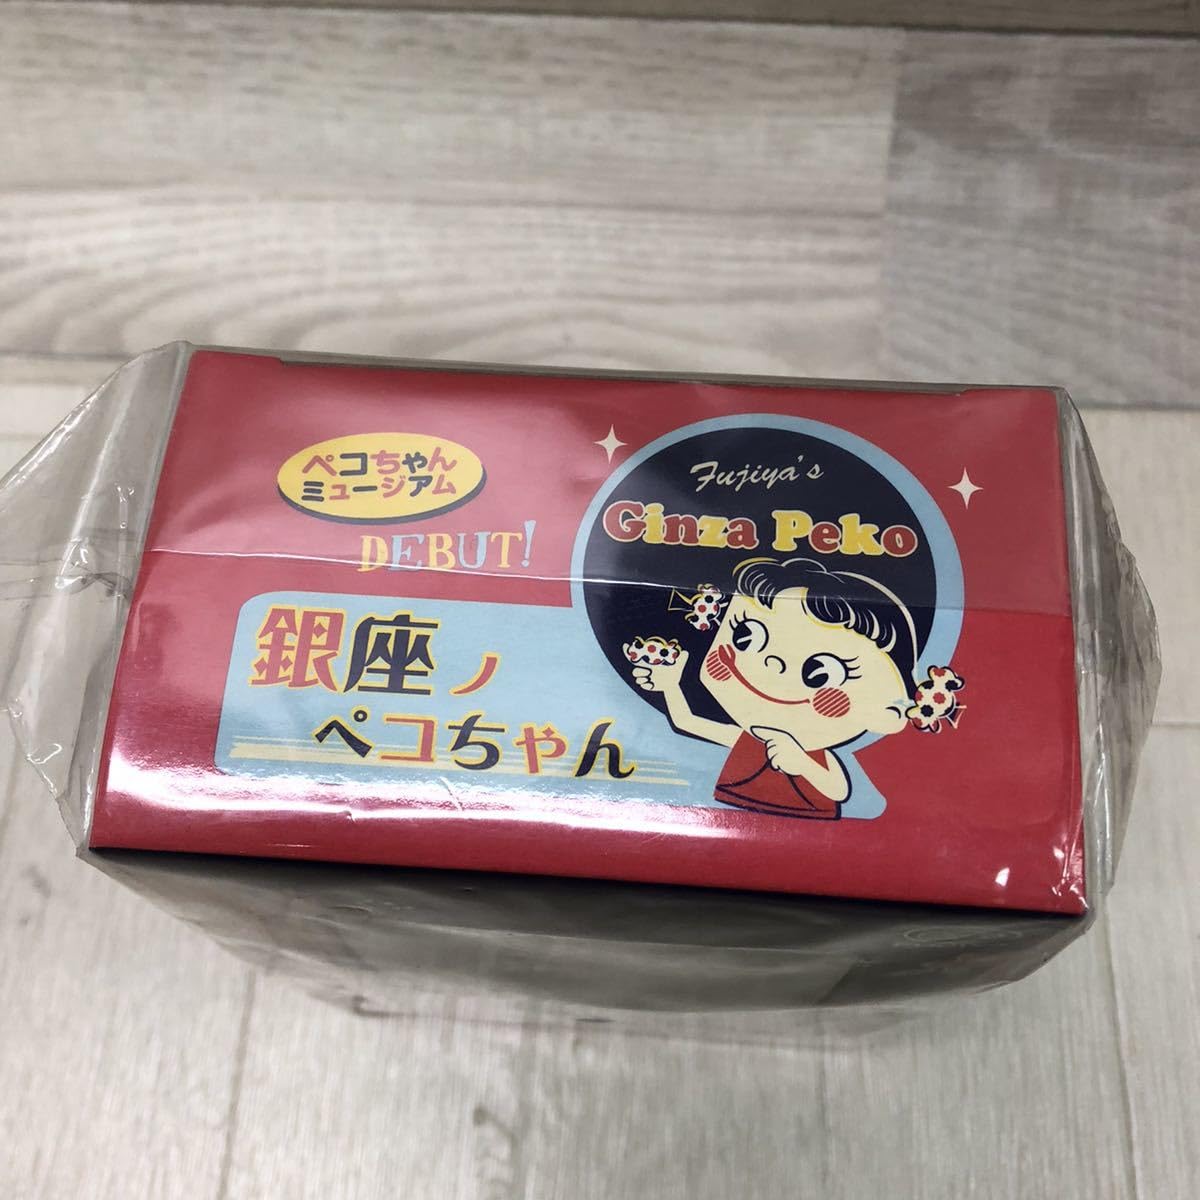 ペコちゃん
ミュージアム
DEBUT!
銀座ノ
ペコちゃん
Fujiya's
Ginza Peko